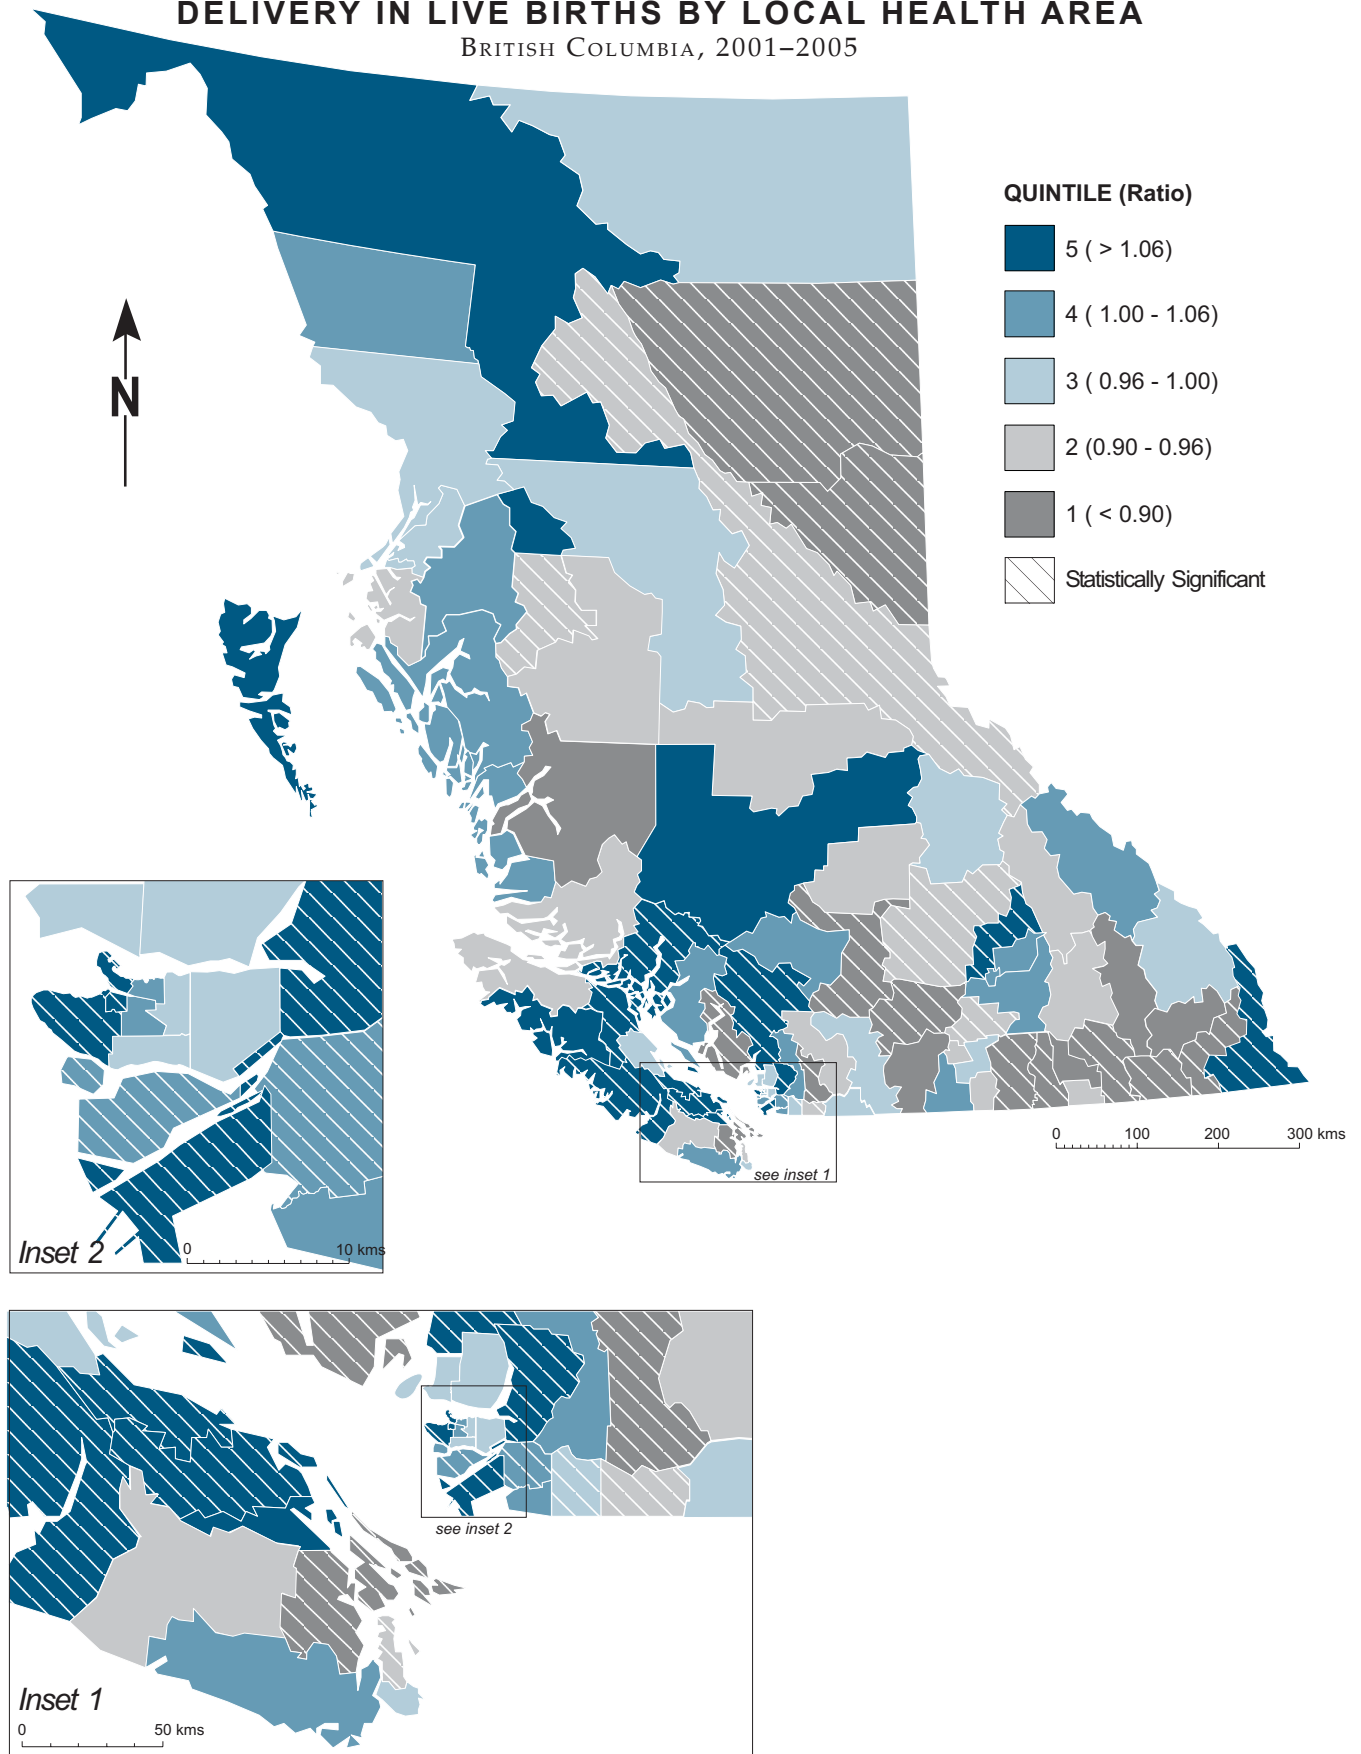 DELIVERY IN LIVE BIRTHS BY LOCAL HEALTH AREA
BRITISH COLUMBIA, 2001–2005
QUINTILE (Ratio)
5 ( > 1.06)
4 ( 1.00 - 1.06)
3 ( 0.96 - 1.00)
2 (0.90 - 0.96)
1 ( < 0.90)
Statistically Significant
N
0 100 200 300 kms
see inset 1
Inset 2
0 10 kms
see inset 2
Inset 1
0 50 kms